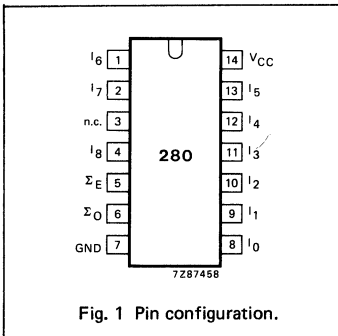 I6 1 14 VCC
I7 2 13 I5
n.c. 3 12 I4
I8 4 280 11 I3
ΣE 5 10 I2
ΣO 6 9 I1
GND 7 8 I0
7Z87458
Fig. 1 Pin configuration.